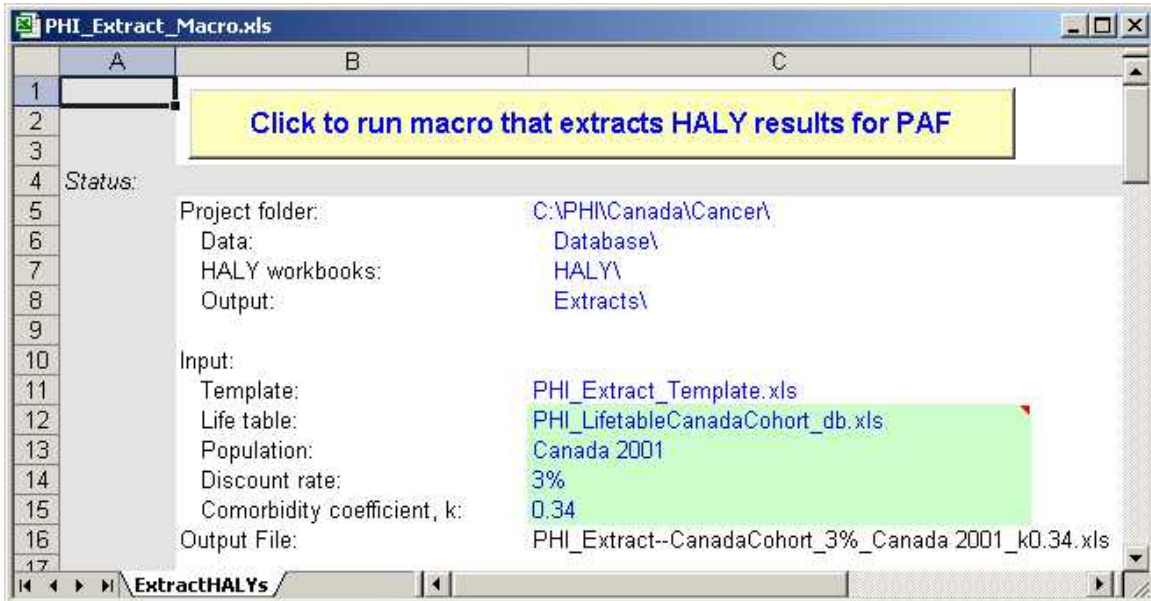 PHI_Extract_Macro.xls
A B C
1
2 Click to run macro that extracts HALY results for PAF
3
4 Status:
5 Project folder: C:\PHI\Canada\Cancer\
6 Data: Database\
7 HALY workbooks: HALY\
8 Output: Extracts\
9
10 Input:
11 Template: PHI_Extract_Template.xls
12 Life table: PHI_LifetableCanadaCohort_db.xls
13 Population: Canada 2001
14 Discount rate: 3%
15 Comorbidity coefficient, k: 0.34
16 Output File: PHI_Extract--CanadaCohort_3%_Canada 2001_k0.34.xls
17
ExtractHALYs